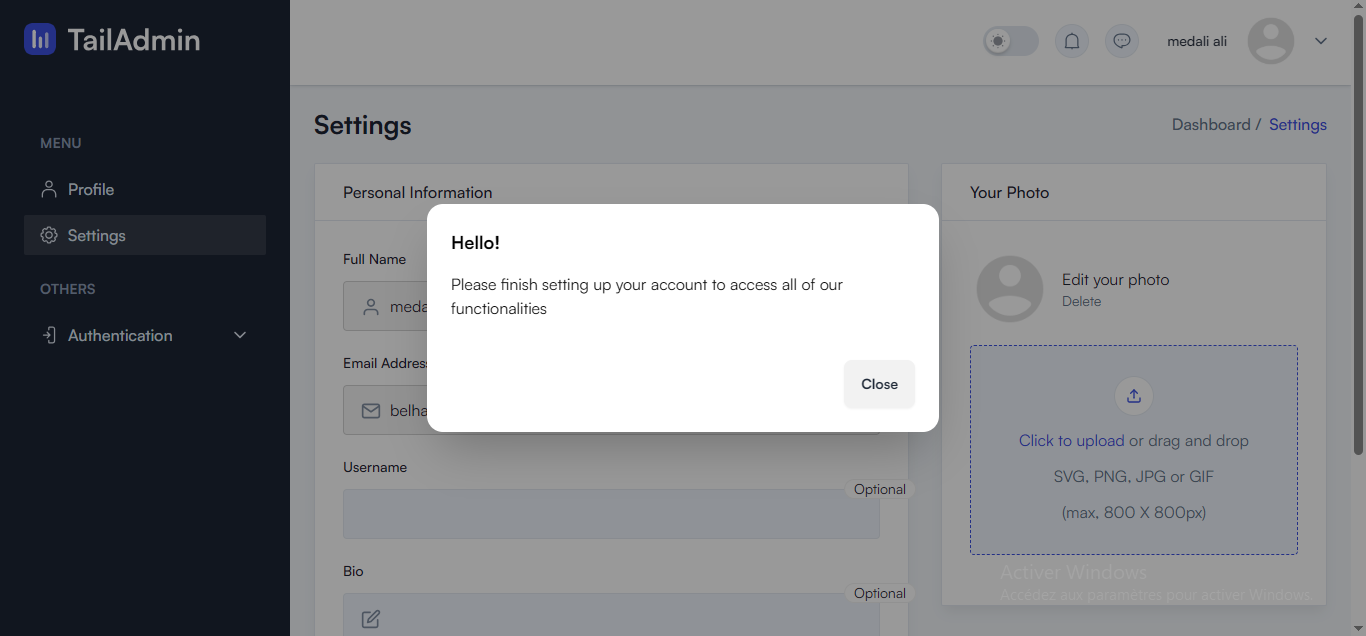 TailAdmin
medali ali
MENU
Profile
Settings
OTHERS
Authentication
Settings
Dashboard / Settings
Personal Information
Your Photo
Hello!
Please finish setting up your account to access all of our
functionalities
Close
Full Name
meda
Email Address
belha
Username
Optional
Bio
Optional
Edit your photo
Delete
Click to upload or drag and drop
SVG, PNG, JPG or GIF
(max, 800 X 800px)
Activer Windows
Accédez aux paramètres pour activer Windows.